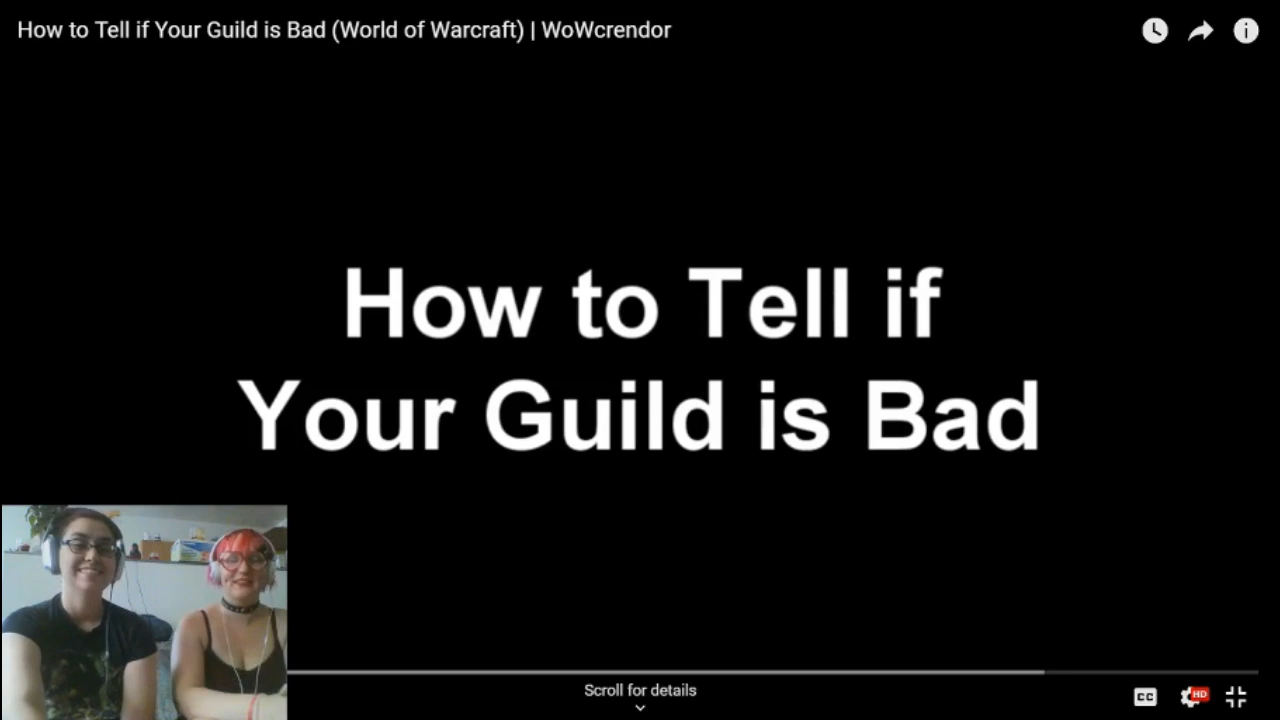 How to Tell if Your Guild is Bad (World of Warcraft) | WoWcrendor
How to Tell if
Your Guild is Bad
Scroll for details
CC
HD